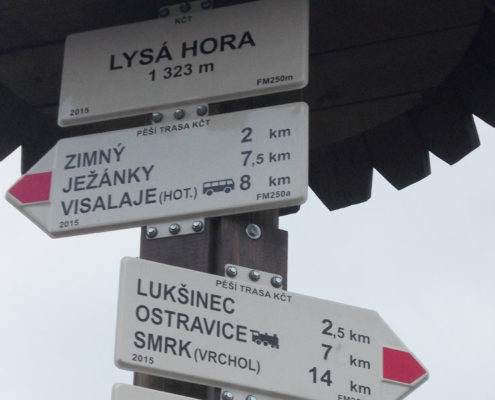 KČT
LYSÁ HORA
1 323 m
2015 FM250m
PĚŠÍ TRASA KČT
ZIMNÝ 2 km
JEŽÁNKY 7,5 km
VISALAJE (HOT.) 8 km
2015 FM250a
PĚŠÍ TRASA KČT
LUKŠINEC 2,5 km
OSTRAVICE 7 km
SMRK (VRCHOL) 14 km
2015